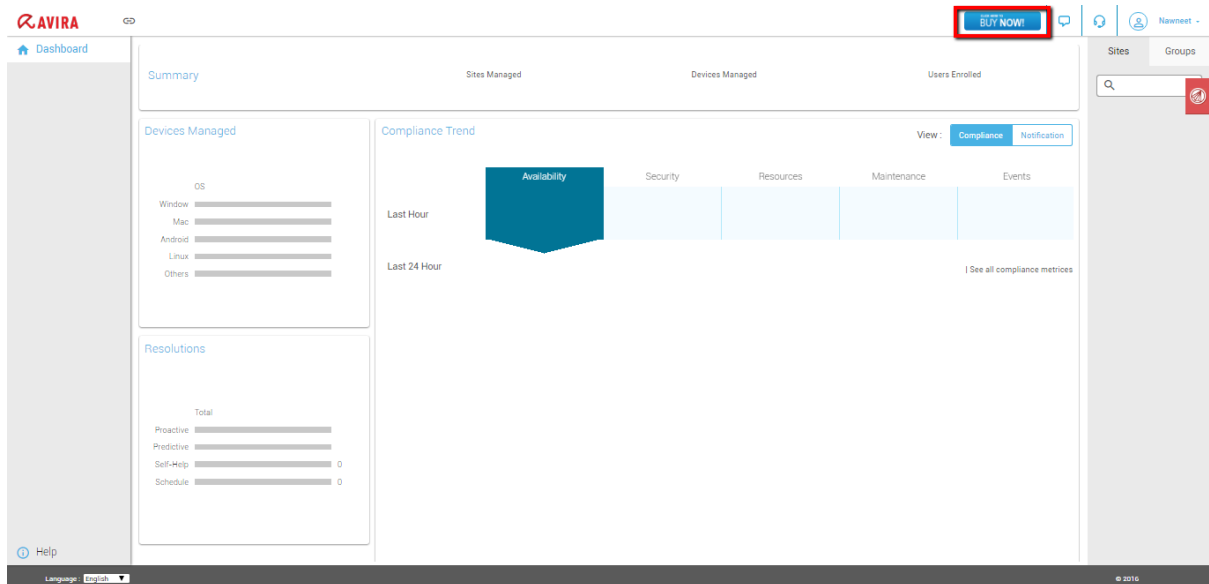 AVIRA
BUY NOW!
Nawneet
Dashboard
Sites Groups
Summary
Sites Managed Devices Managed Users Enrolled
Devices Managed
OS
Window
Mac
Android
Linux
Others
Compliance Trend
View : Compliance Notification
Availability Security Resources Maintenance Events
Last Hour
Last 24 Hour
| See all compliance metrices
Resolutions
Total
Proactive
Predictive
Self-Help 0
Schedule 0
Help
Language : English
© 2016